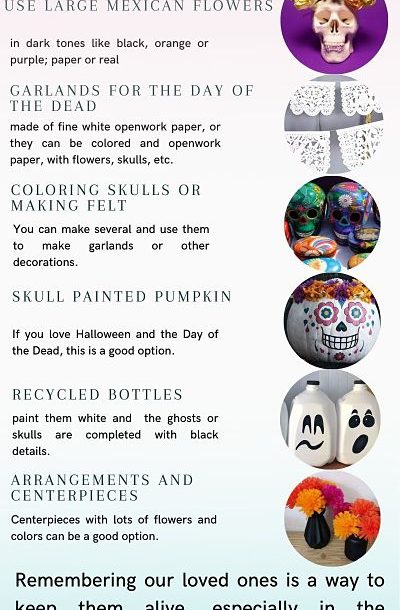 USE LARGE MEXICAN FLOWERS
in dark tones like black, orange or
purple; paper or real
GARLANDS FOR THE DAY OF
THE DEAD
made of fine white openwork paper, or
they can be colored and openwork
paper, with flowers, skulls, etc.
COLORING SKULLS OR
MAKING FELT
You can make several and use them
to make garlands or other
decorations.
SKULL PAINTED PUMPKIN
If you love Halloween and the Day of
the Dead, this is a good option.
RECYCLED BOTTLES
paint them white and the ghosts or
skulls are completed with black
details.
ARRANGEMENTS AND
CENTERPIECES
Centerpieces with lots of flowers and
colors can be a good option.
Remembering our loved ones is a way to
keep them alive, especially in the